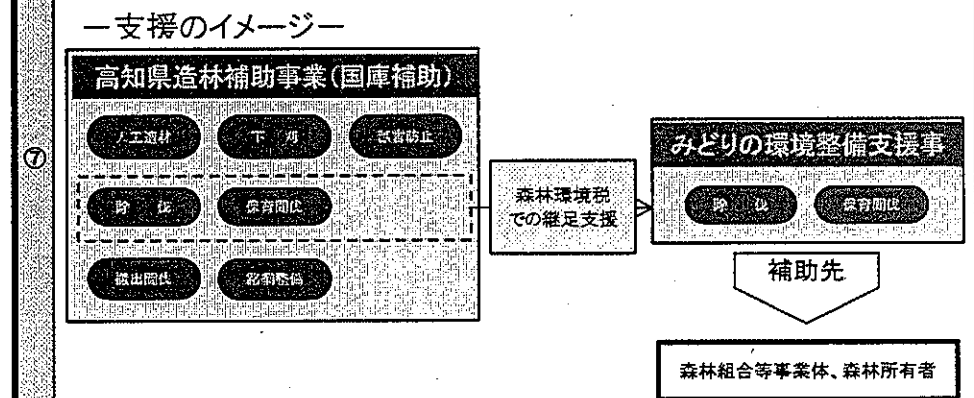 ー支援のイメージー
高知県造林補助事業(国庫補助)
人工造林 下 刈 獣害防止
⑦
除 伐 保育間伐
搬出間伐
森林環境税
での継足支援
みどりの環境整備支援事
除 伐 保育間伐
補助先
森林組合等事業体、森林所有者